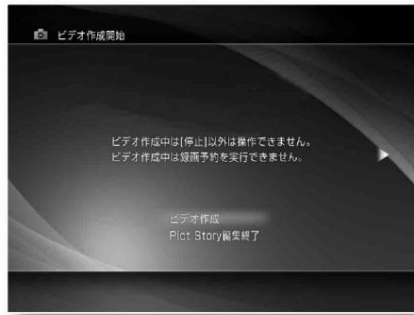 ビデオ作成開始
ビデオ作成中は[停止]以外は操作できません。
ビデオ作成中は録画予約を実行できません。
ビデオ作成
Pict Story編集終了